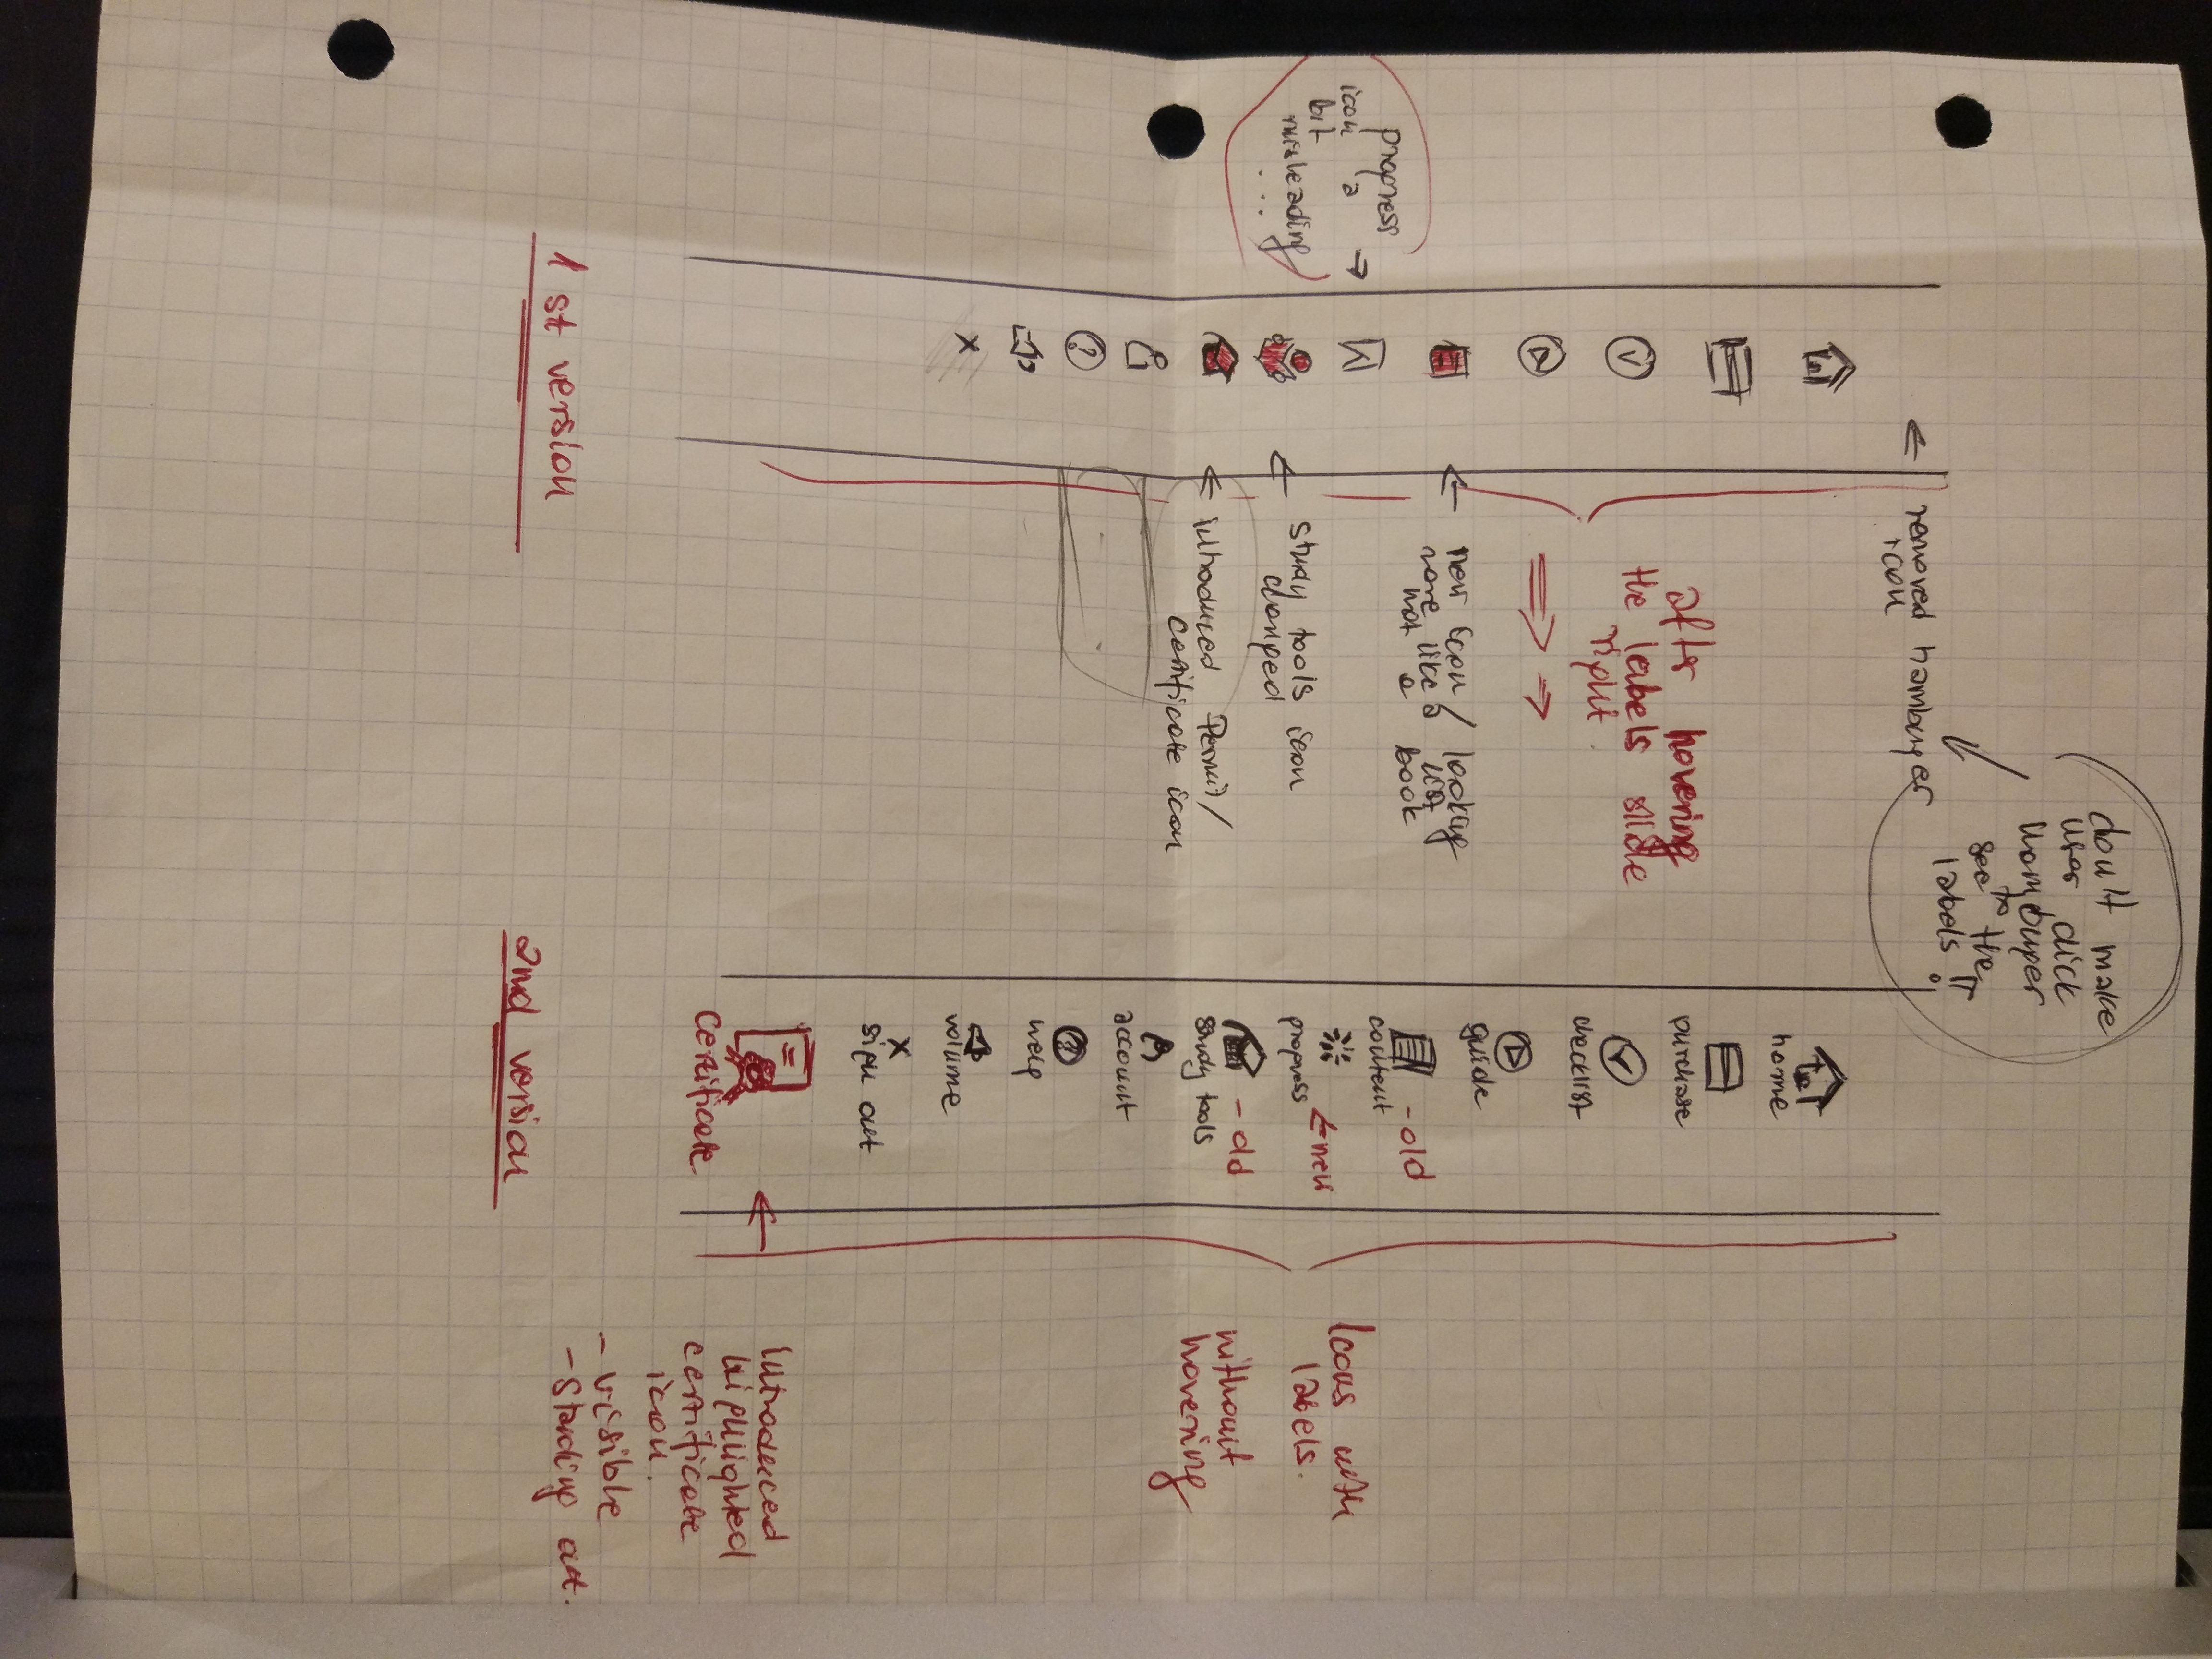 don't make
user click
hamburger
to
see the
labels !!
removed hamburger
icon
after hovering
the labels slide
right.
new icon / looking
more like a list
not a book
progress
icon a
bit
misleading
...
study tools icon
changed
introduced Permit/
certificate icon
1st version
home
purchase
checklist
guide
content - old
progress ← new
study tools - old
account
help
volume
x
sign out
certificate
Icons with
labels.
without
hovering
Introduced
highlighted
certificate
icon.
- visible
- standing out.
2nd version